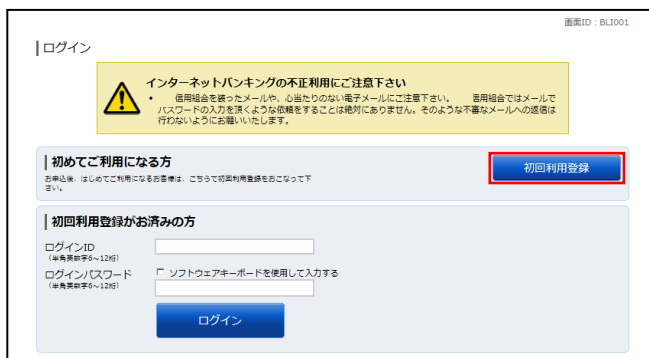 画面ID：BLI001
ログイン
インターネットバンキングの不正利用にご注意下さい
• 信用組合を装ったメールや、心当たりのない電子メールにご注意下さい。 信用組合ではメールで
パスワードの入力を頂くような依頼をすることは絶対にありません。そのような不審なメールへの返信は
行わないようにお願いいたします。
初めてご利用になる方
お申込後、はじめてご利用になるお客様は、こちらで初回利用登録をおこなって下
さい。
初回利用登録
初回利用登録がお済みの方
ログインID
（半角英数字6～12桁）
ログインパスワード
（半角英数字6～12桁）
ソフトウェアキーボードを使用して入力する
ログイン